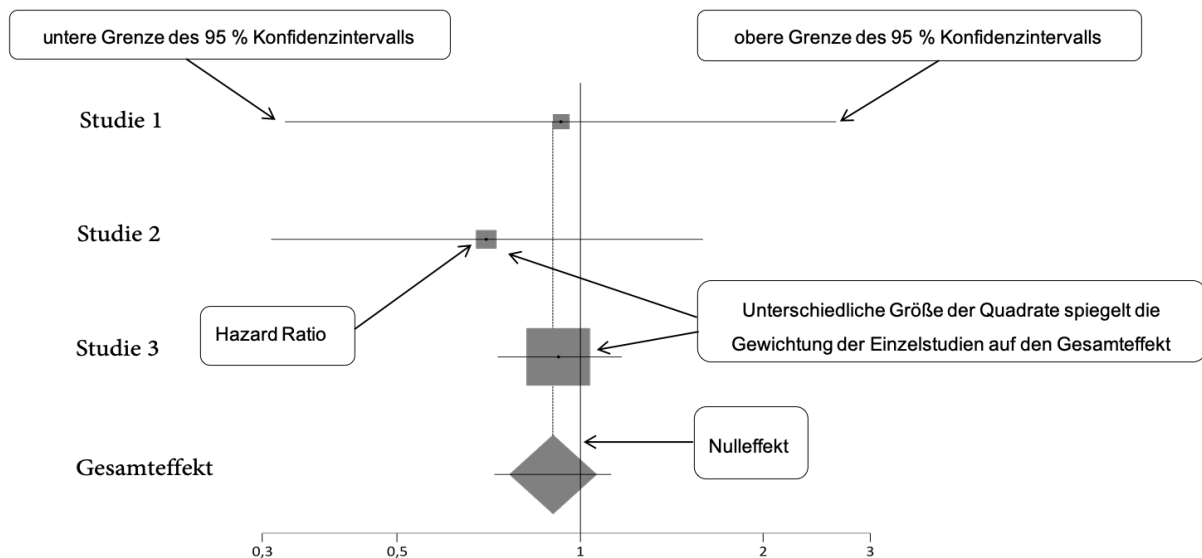 untere Grenze des 95 % Konfidenzintervalls
obere Grenze des 95 % Konfidenzintervalls
Studie 1
Studie 2
Hazard Ratio
Unterschiedliche Größe der Quadrate spiegelt die
Gewichtung der Einzelstudien auf den Gesamteffekt
Studie 3
Nulleffekt
Gesamteffekt
0,3 0,5 1 2 3